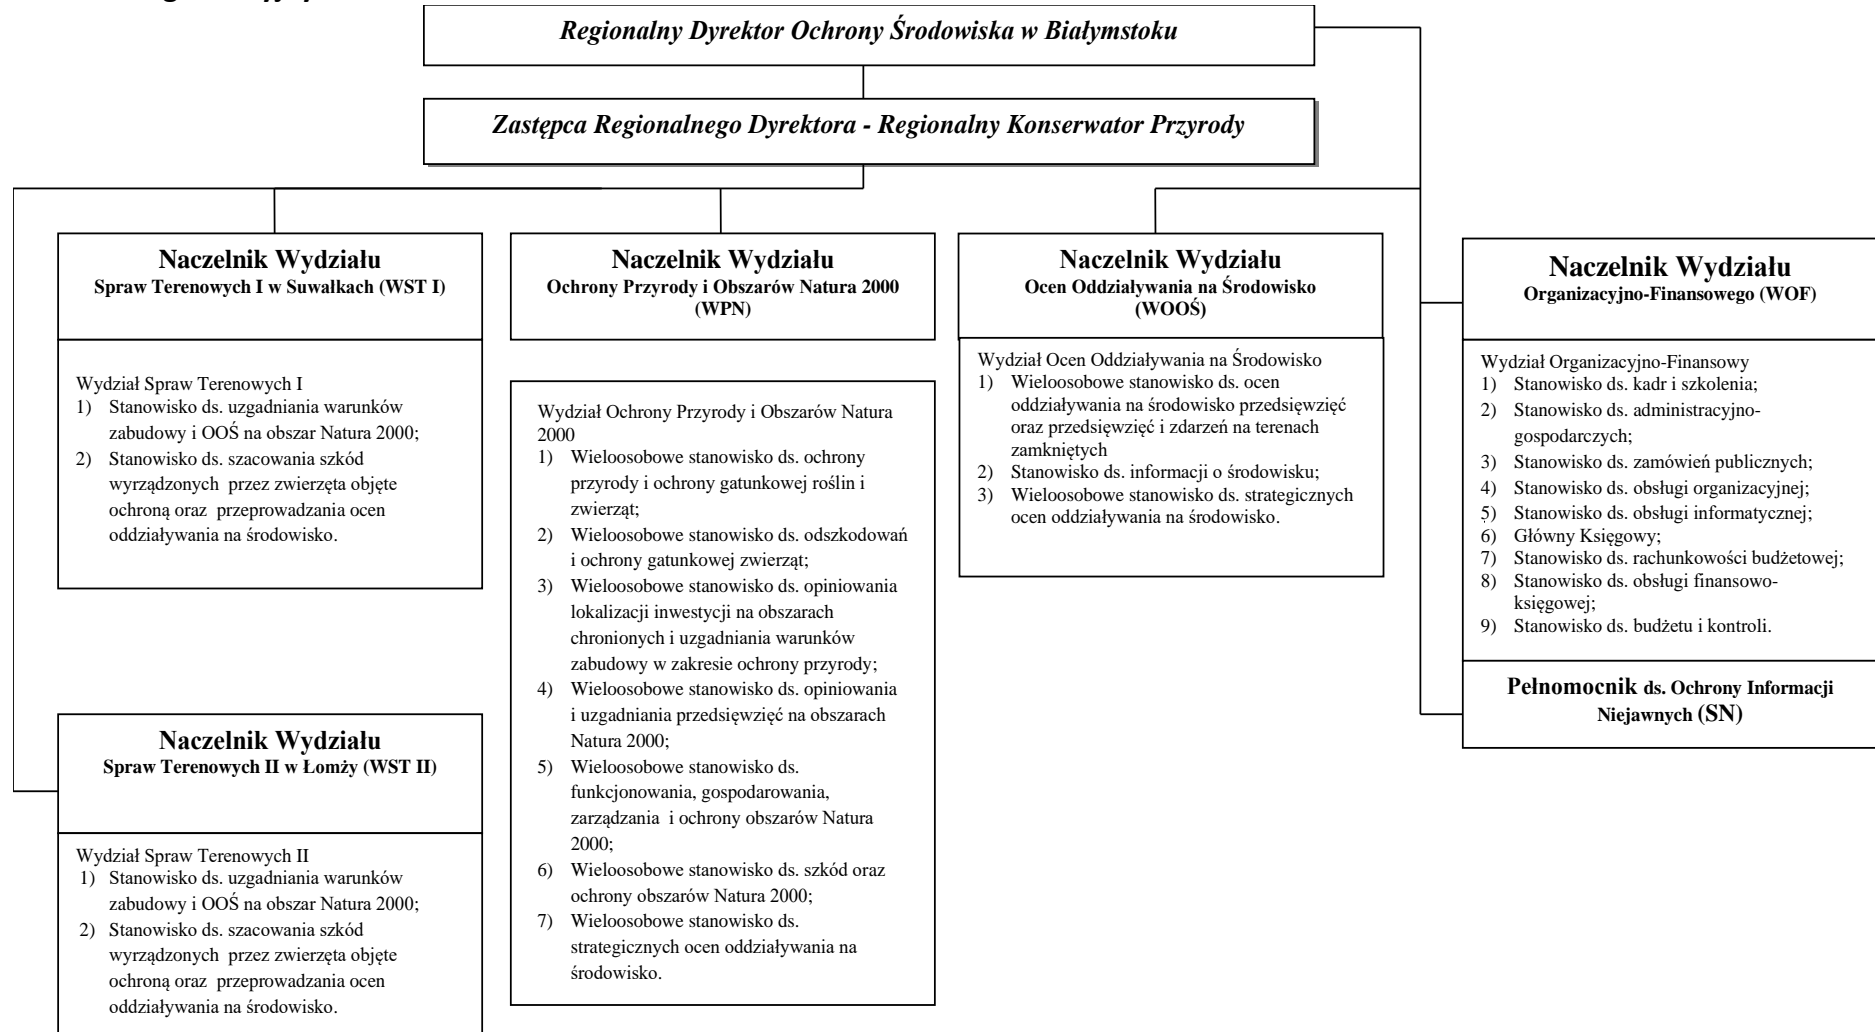 Regionalny Dyrektor Ochrony Środowiska w Białymstoku
Zastępca Regionalnego Dyrektora - Regionalny Konserwator Przyrody
Naczelnik Wydziału
Spraw Terenowych I w Suwałkach (WST I)
Wydział Spraw Terenowych I
1) Stanowisko ds. uzgadniania warunków
zabudowy i OOŚ na obszar Natura 2000;
2) Stanowisko ds. szacowania szkód
wyrządzonych przez zwierzęta objęte
ochroną oraz przeprowadzania ocen
oddziaływania na środowisko.
Naczelnik Wydziału
Spraw Terenowych II w Łomży (WST II)
Wydział Spraw Terenowych II
1) Stanowisko ds. uzgadniania warunków
zabudowy i OOŚ na obszar Natura 2000;
2) Stanowisko ds. szacowania szkód
wyrządzonych przez zwierzęta objęte
ochroną oraz przeprowadzania ocen
oddziaływania na środowisko.
Naczelnik Wydziału
Ochrony Przyrody i Obszarów Natura 2000
(WPN)
Wydział Ochrony Przyrody i Obszarów Natura
2000
1) Wieloosobowe stanowisko ds. ochrony
przyrody i ochrony gatunkowej roślin i
zwierząt;
2) Wieloosobowe stanowisko ds. odszkodowań
i ochrony gatunkowej zwierząt;
3) Wieloosobowe stanowisko ds. opiniowania
lokalizacji inwestycji na obszarach
chronionych i uzgadniania warunków
zabudowy w zakresie ochrony przyrody;
4) Wieloosobowe stanowisko ds. opiniowania
i uzgadniania przedsięwzięć na obszarach
Natura 2000;
5) Wieloosobowe stanowisko ds.
funkcjonowania, gospodarowania,
zarządzania i ochrony obszarów Natura
2000;
6) Wieloosobowe stanowisko ds. szkód oraz
ochrony obszarów Natura 2000;
7) Wieloosobowe stanowisko ds.
strategicznych ocen oddziaływania na
środowisko.
Naczelnik Wydziału
Ocen Oddziaływania na Środowisko
(WOOŚ)
Wydział Ocen Oddziaływania na Środowisko
1) Wieloosobowe stanowisko ds. ocen
oddziaływania na środowisko przedsięwzięć
oraz przedsięwzięć i zdarzeń na terenach
zamkniętych
2) Stanowisko ds. informacji o środowisku;
3) Wieloosobowe stanowisko ds. strategicznych
ocen oddziaływania na środowisko.
Naczelnik Wydziału
Organizacyjno-Finansowego (WOF)
Wydział Organizacyjno-Finansowy
1) Stanowisko ds. kadr i szkolenia;
2) Stanowisko ds. administracyjno-
gospodarczych;
3) Stanowisko ds. zamówień publicznych;
4) Stanowisko ds. obsługi organizacyjnej;
5) Stanowisko ds. obsługi informatycznej;
6) Główny Księgowy;
7) Stanowisko ds. rachunkowości budżetowej;
8) Stanowisko ds. obsługi finansowo-
księgowej;
9) Stanowisko ds. budżetu i kontroli.
Pełnomocnik ds. Ochrony Informacji
Niejawnych (SN)